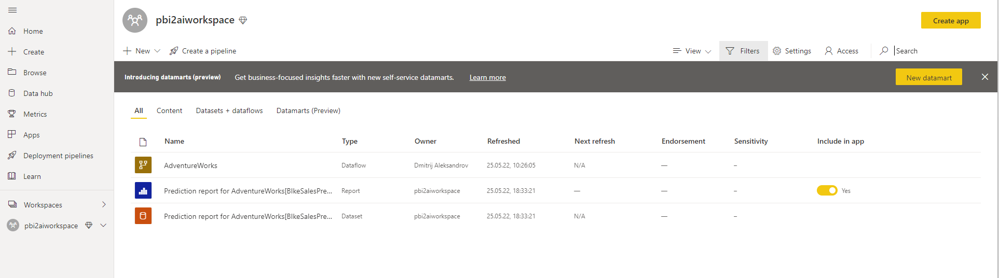 pbi2aiworkspace
Create app
Home
Create
Browse
Data hub
Metrics
Apps
Deployment pipelines
Learn
Workspaces
pbi2aiworkspace
New Create a pipeline View Filters Settings Access Search
Introducing datamarts (preview) Get business-focused insights faster with new self-service datamarts. Learn more New datamart
All Content Datasets + dataflows Datamarts (Preview)
Name Type Owner Refreshed Next refresh Endorsement Sensitivity Include in app
AdventureWorks Dataflow Dmitrij Aleksandrov 25.05.22, 10:26:05 N/A — –
Prediction report for AdventureWorks[BIkeSalesPre... Report pbi2aiworkspace 25.05.22, 18:33:21 — — – Yes
Prediction report for AdventureWorks[BIkeSalesPre... Dataset pbi2aiworkspace 25.05.22, 18:33:21 N/A — –